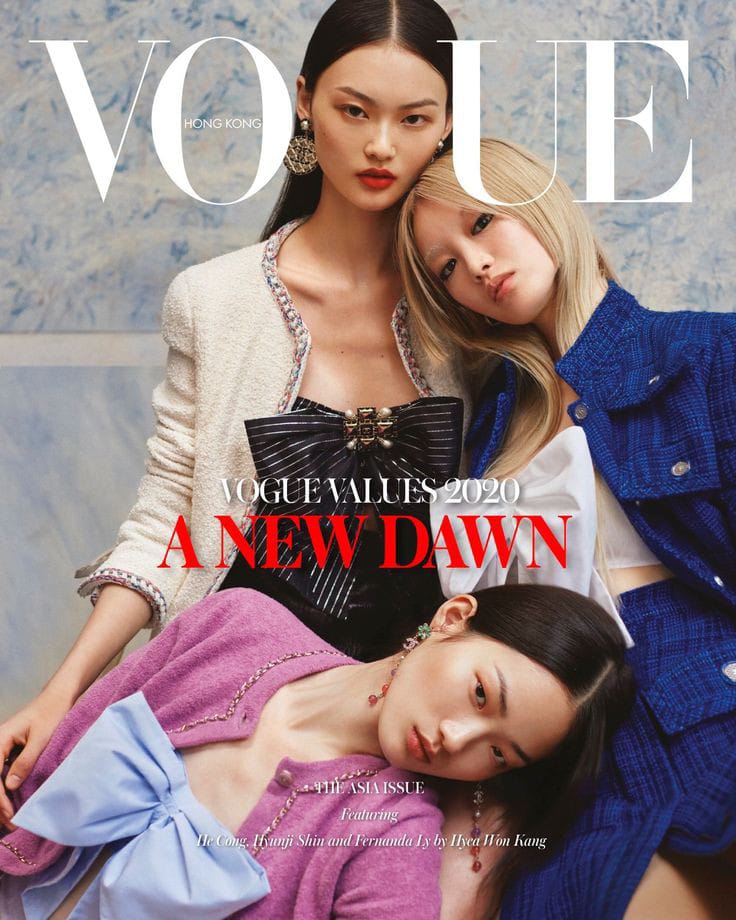 VOGUE
HONG KONG
VOGUE VALUES 2020
A NEW DAWN
THE ASIA ISSUE
Featuring
He Cong, Hyunji Shin and Fernanda Ly by Hyea Won Kang